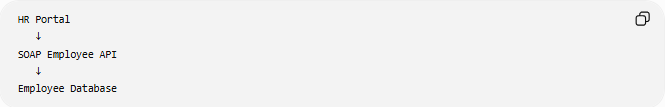 HR Portal
↓
SOAP Employee API
↓
Employee Database